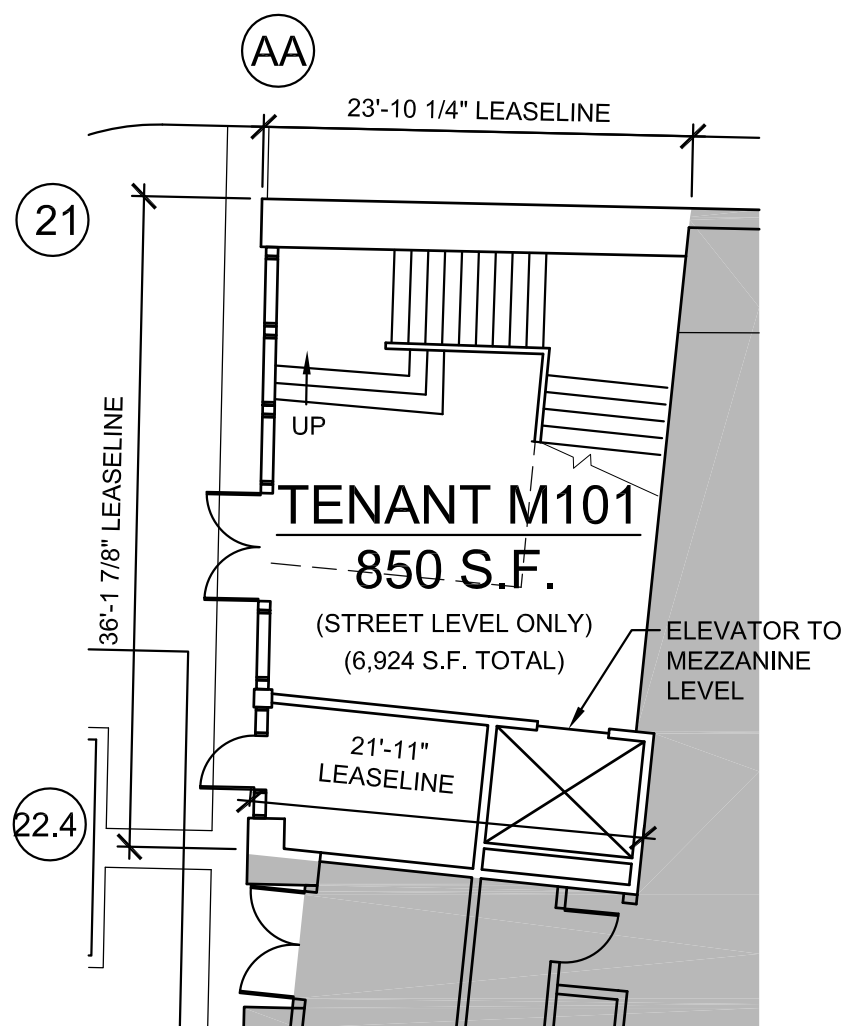 AA
23'-10 1/4" LEASELINE
21
36'-1 7/8" LEASELINE
UP
TENANT M101
850 S.F.
(STREET LEVEL ONLY)
(6,924 S.F. TOTAL)
ELEVATOR TO
MEZZANINE
LEVEL
21'-11"
LEASELINE
22.4